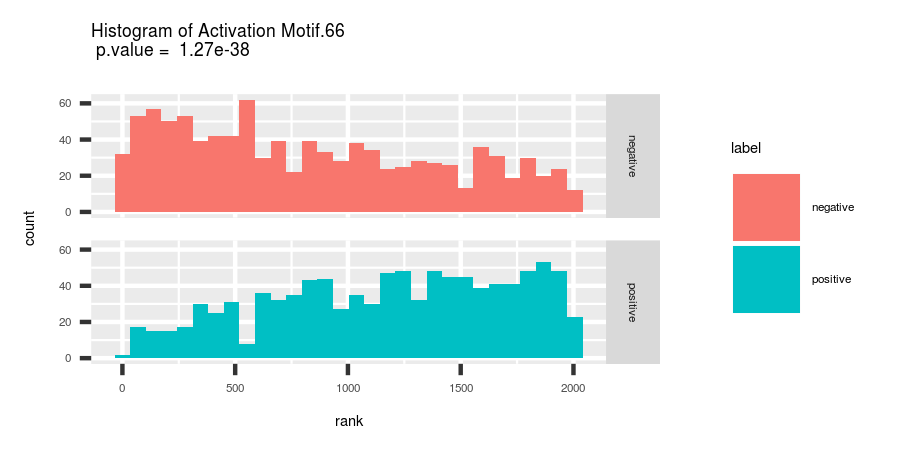 Histogram of Activation Motif.66
p.value = 1.27e-38
count
60
40
20
0
negative
60
40
20
0
positive
0 500 1000 1500 2000
rank
label
negative
positive